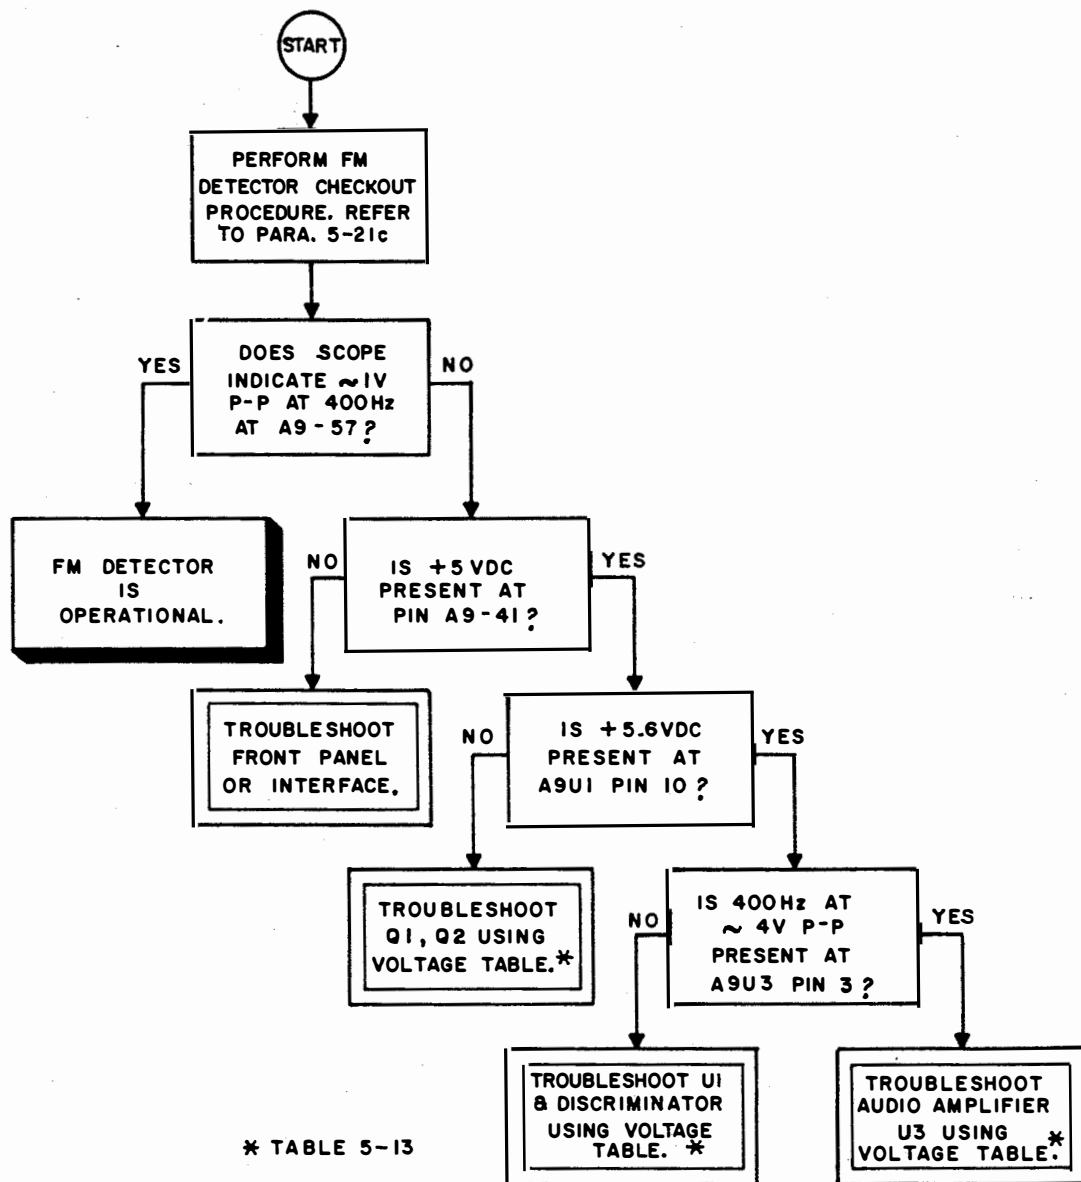 START
PERFORM FM
DETECTOR CHECKOUT
PROCEDURE. REFER
TO PARA. 5-21c
DOES SCOPE
INDICATE ~1V
P-P AT 400Hz
AT A9-57?
YES
NO
FM DETECTOR
IS
OPERATIONAL.
IS +5 VDC
PRESENT AT
PIN A9-41?
NO
YES
TROUBLESHOOT
FRONT PANEL
OR INTERFACE.
IS +5.6VDC
PRESENT AT
A9U1 PIN 10?
NO
YES
TROUBLESHOOT
Q1, Q2 USING
VOLTAGE TABLE.*
IS 400Hz AT
~ 4V P-P
PRESENT AT
A9U3 PIN 3?
NO
YES
TROUBLESHOOT U1
& DISCRIMINATOR
USING VOLTAGE
TABLE. *
TROUBLESHOOT
AUDIO AMPLIFIER
U3 USING
VOLTAGE TABLE.*
* TABLE 5-13